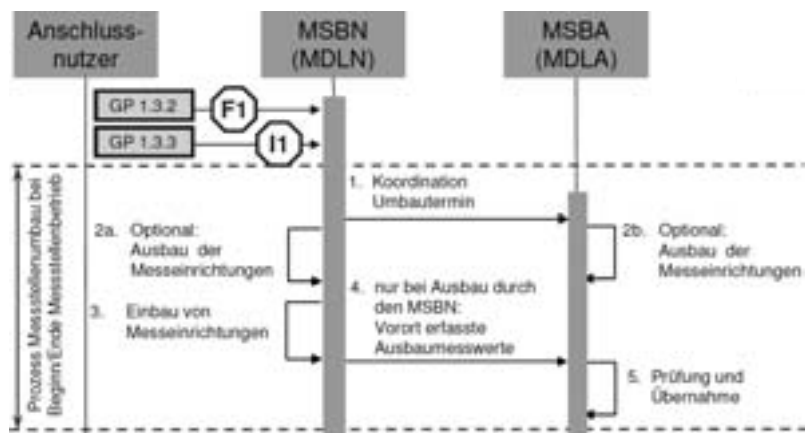 Anschluss-
nutzer
MSBN
(MDLN)
MSBA
(MDLA)
GP 1.3.2
F1
GP 1.3.3
I1
Prozess Messstellenumbau bei
Beginn/Ende Messstellenbetrieb
1. Koordination
Umbautermin
2a. Optional:
Ausbau der
Messeinrichtungen
2b. Optional:
Ausbau der
Messeinrichtungen
3. Einbau von
Messeinrichtungen
4. nur bei Ausbau durch
den MSBN:
Vorort erfasste
Ausbaumesswerte
5. Prüfung und
Übernahme